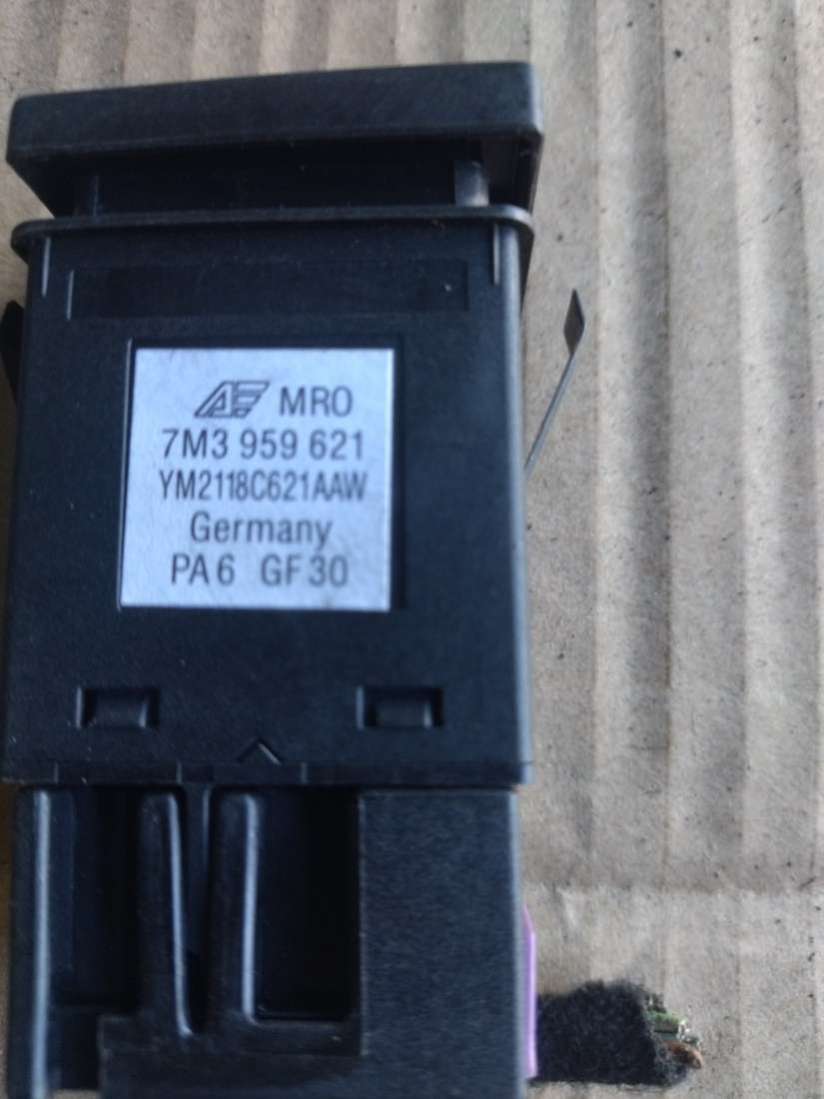 MRO
7M3 959 621
YM2118C621AAW
Germany
PA6 GF30